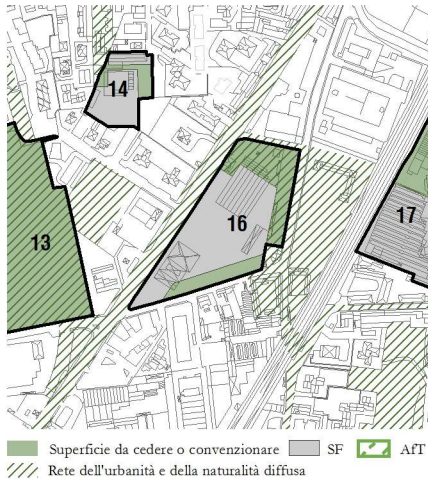 14
16
17
13
Superficie da cedere o convenzionare SF AfT
Rete dell'urbanità e della naturalità diffusa